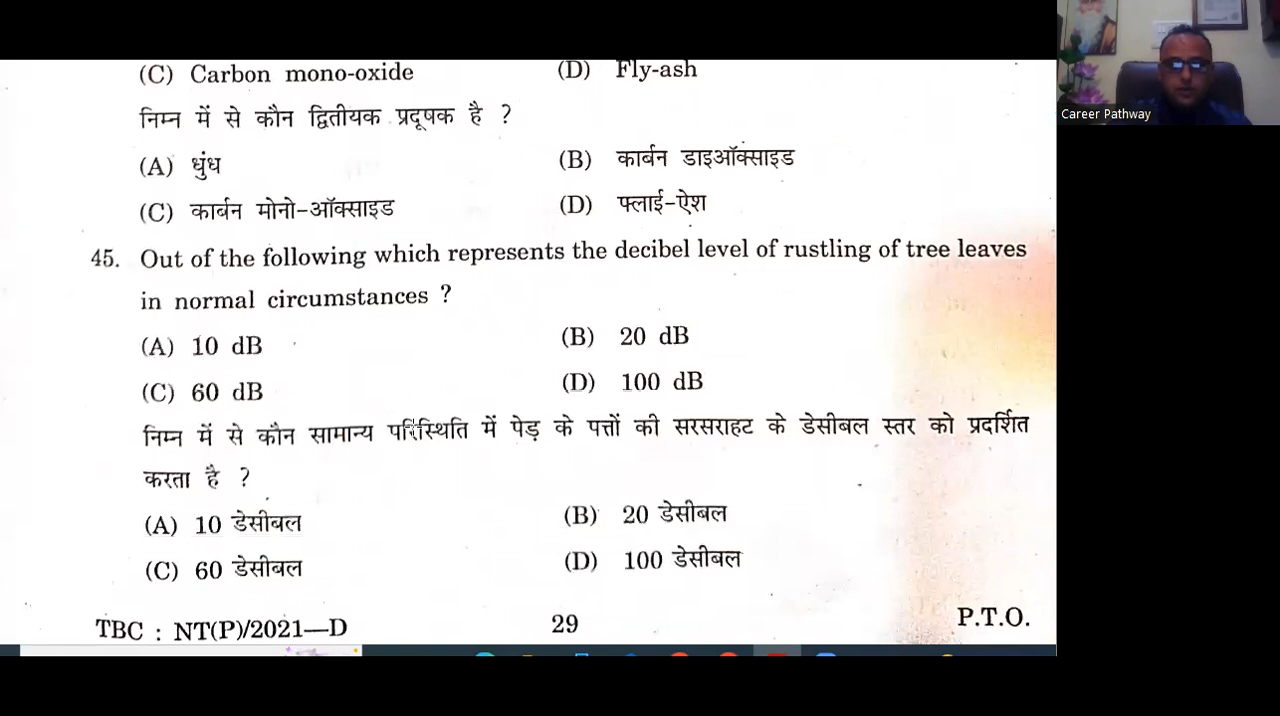 (C) Carbon mono-oxide (D) Fly-ash
निम्न में से कौन द्वितीयक प्रदूषक है ?
(A) धुंध (B) कार्बन डाइऑक्साइड
(C) कार्बन मोनो-ऑक्साइड (D) फ्लाई-ऐश
45. Out of the following which represents the decibel level of rustling of tree leaves
in normal circumstances ?
(A) 10 dB (B) 20 dB
(C) 60 dB (D) 100 dB
निम्न में से कौन सामान्य परिस्थिति में पेड़ के पत्तों की सरसराहट के डेसीबल स्तर को प्रदर्शित
करता है ?
(A) 10 डेसीबल (B) 20 डेसीबल
(C) 60 डेसीबल (D) 100 डेसीबल
TBC : NT(P)/2021—D 29 P.T.O.
Career Pathway